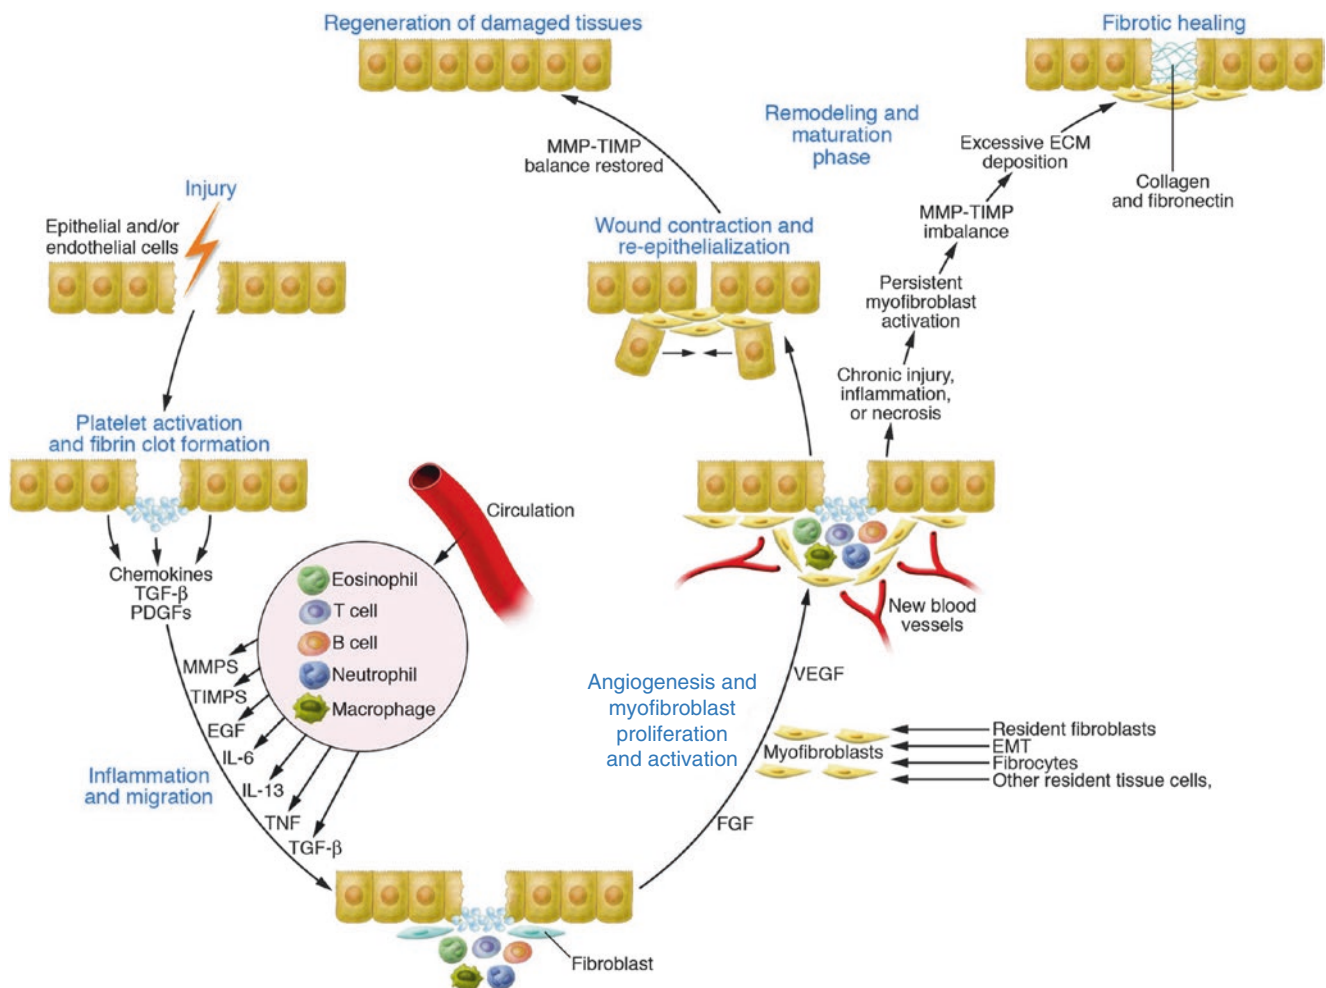 Regeneration of damaged tissues
Fibrotic healing
Remodeling and
maturation
phase
MMP-TIMP
balance restored
Excessive ECM
deposition
Collagen
and fibronectin
Injury
Epithelial and/or
endothelial cells
Wound contraction and
re-epithelialization
MMP-TIMP
imbalance
Persistent
myofibroblast
activation
Chronic injury,
inflammation,
or necrosis
Platelet activation
and fibrin clot formation
Circulation
Chemokines
TGF-β
PDGFs
Eosinophil
T cell
B cell
Neutrophil
Macrophage
MMPS
TIMPS
EGF
IL-6
IL-13
TNF
TGF-β
Inflammation
and migration
New blood
vessels
Angiogenesis and
myofibroblast
proliferation
and activation
VEGF
FGF
Myofibroblasts
Resident fibroblasts
EMT
Fibrocytes
Other resident tissue cells,
Fibroblast